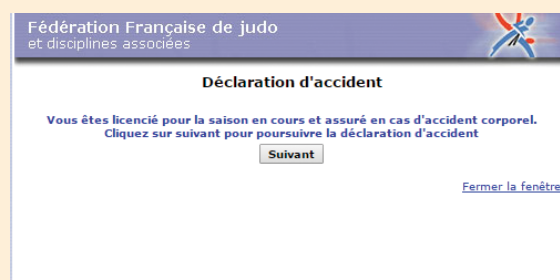 Fédération Française de judo
et disciplines associées
Déclaration d'accident
Vous êtes licencié pour la saison en cours et assuré en cas d'accident corporel.
Cliquez sur suivant pour poursuivre la déclaration d'accident
Suivant
Fermer la fenêtre